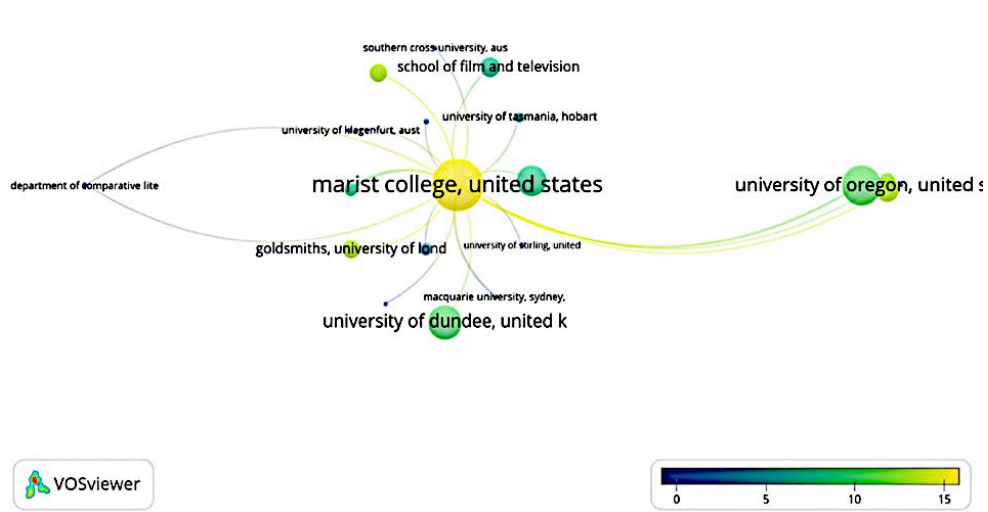 southern cross university, aus
school of film and television
university of tasmania, hobart
university of klagenfurt, aust
department of comparative lite
marist college, united states
university of oregon, united s
goldsmiths, university of lond
university of stirling, united
macquarie university, sydney,
university of dundee, united k
VOSviewer
0 5 10 15